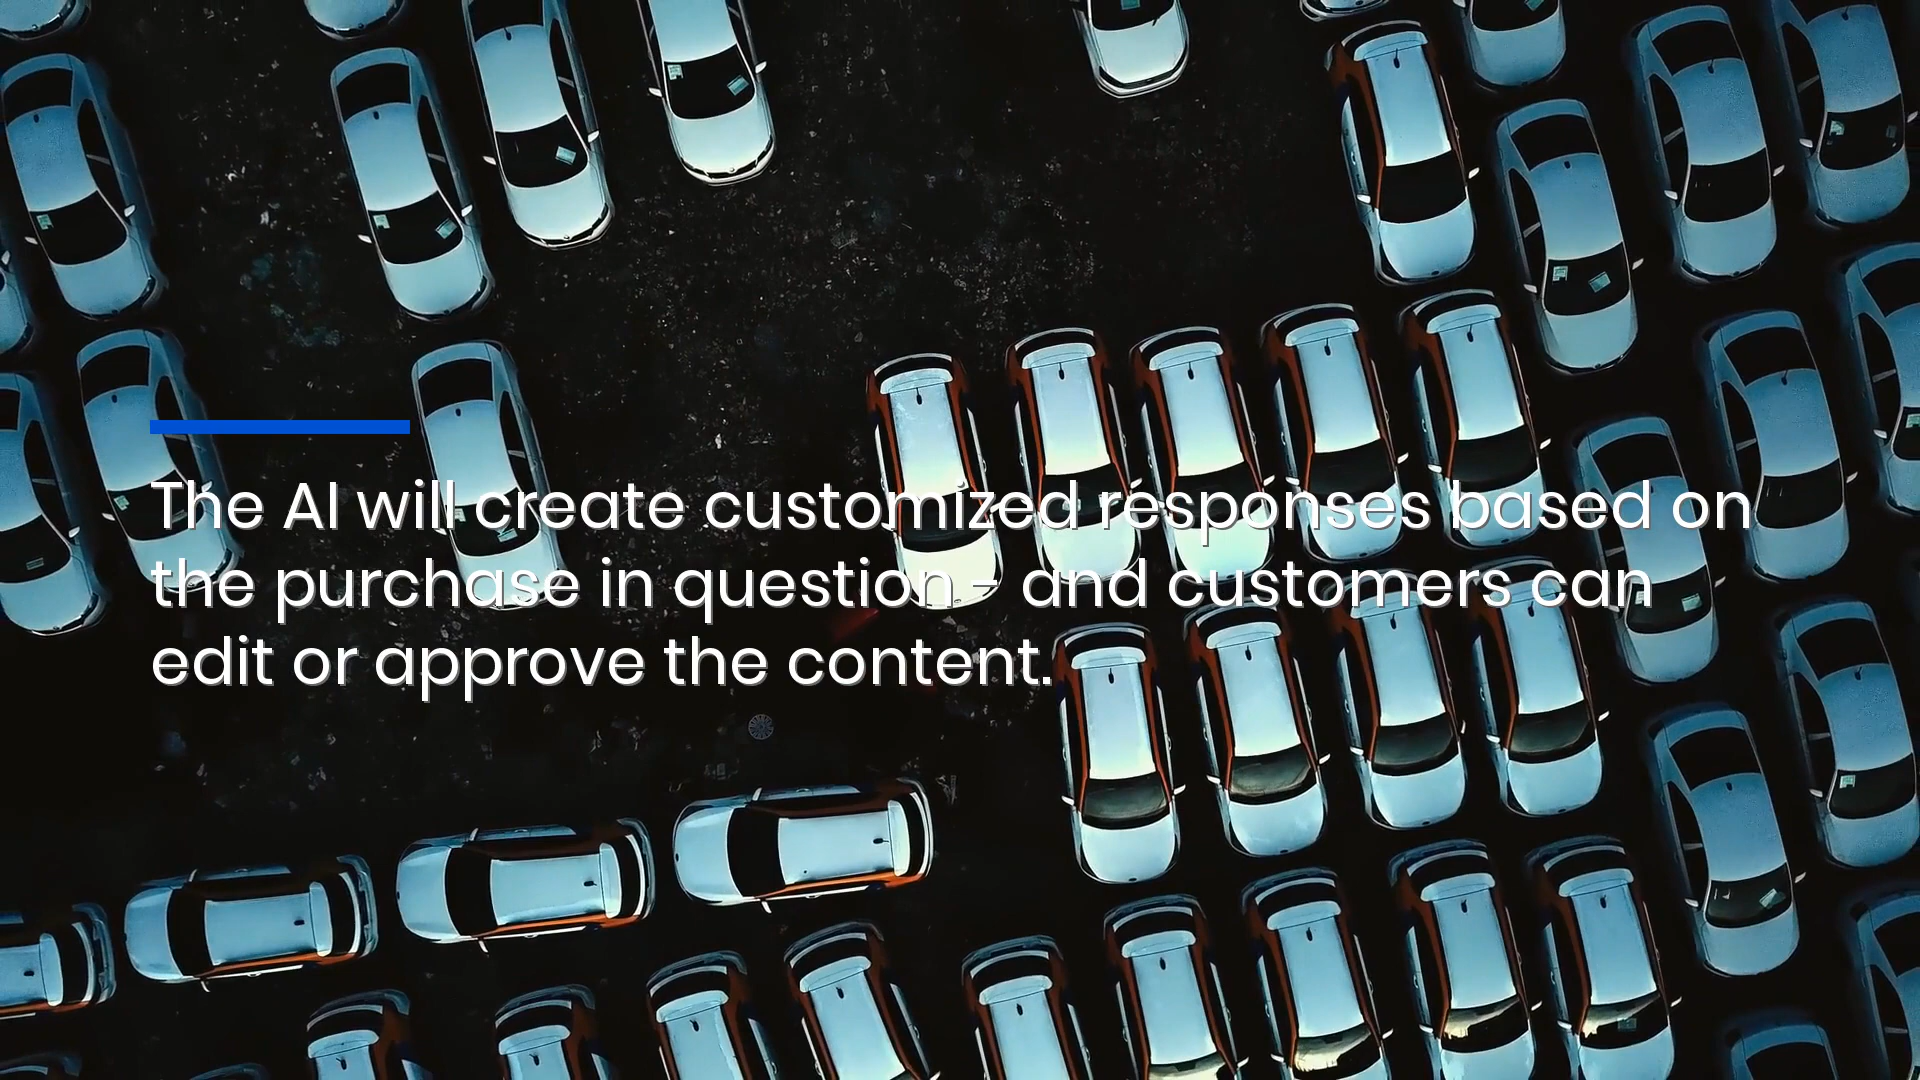 The AI will create customized responses based on
the purchase in question - and customers can
edit or approve the content.